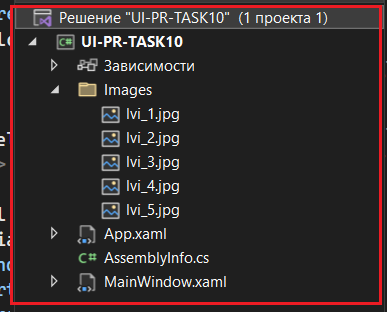 Решение "UI-PR-TASK10" (1 проекта 1)
C# UI-PR-TASK10
Зависимости
Images
lvi_1.jpg
lvi_2.jpg
lvi_3.jpg
lvi_4.jpg
lvi_5.jpg
App.xaml
C# AssemblyInfo.cs
MainWindow.xaml